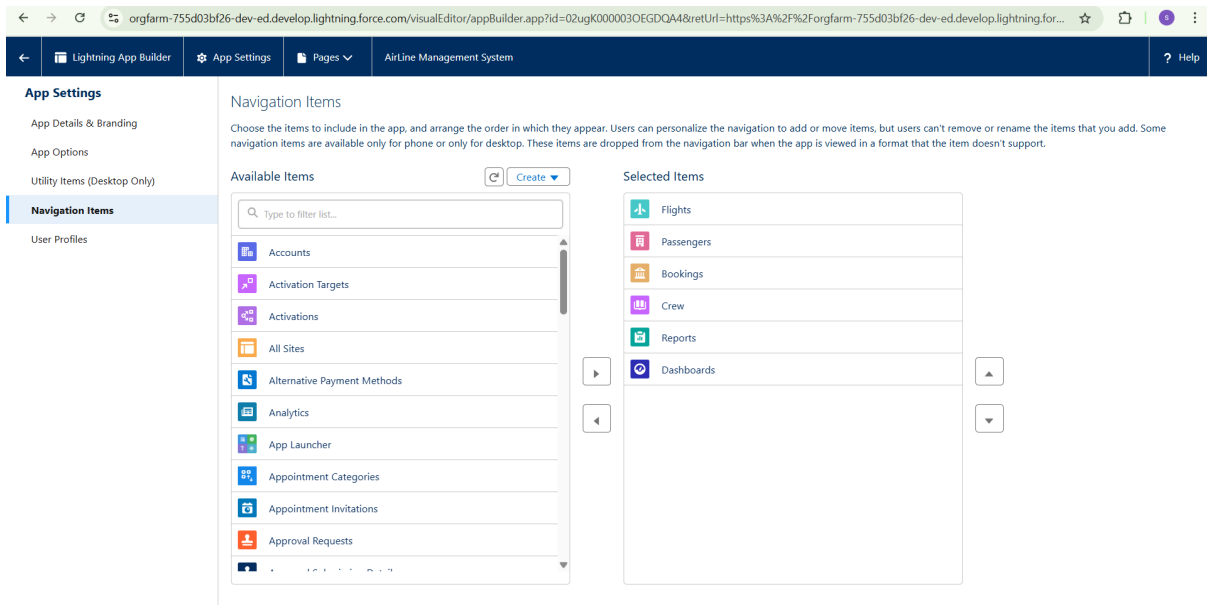 orgfarm-755d03bf26-dev-ed.develop.lightning.force.com/visualEditor/appBuilder.app?id=02ugK000003OEGDQA4&retUrl=https%3A%2F%2Forgfarm-755d03bf26-dev-ed.develop.lightning.for...
S
Lightning App Builder
App Settings
Pages
AirLine Management System
? Help
App Settings
App Details & Branding
App Options
Utility Items (Desktop Only)
Navigation Items
User Profiles
Navigation Items
Choose the items to include in the app, and arrange the order in which they appear. Users can personalize the navigation to add or move items, but users can't remove or rename the items that you add. Some
navigation items are available only for phone or only for desktop. These items are dropped from the navigation bar when the app is viewed in a format that the item doesn't support.
Available Items
Create
Type to filter list...
Accounts
Activation Targets
Activations
All Sites
Alternative Payment Methods
Analytics
App Launcher
Appointment Categories
Appointment Invitations
Approval Requests
Selected Items
Flights
Passengers
Bookings
Crew
Reports
Dashboards